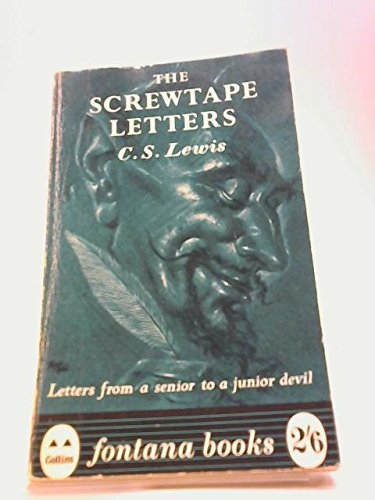 THE
SCREWTAPE
LETTERS
C. S. Lewis
Letters from a senior to a junior devil
Collins
fontana books
2/6